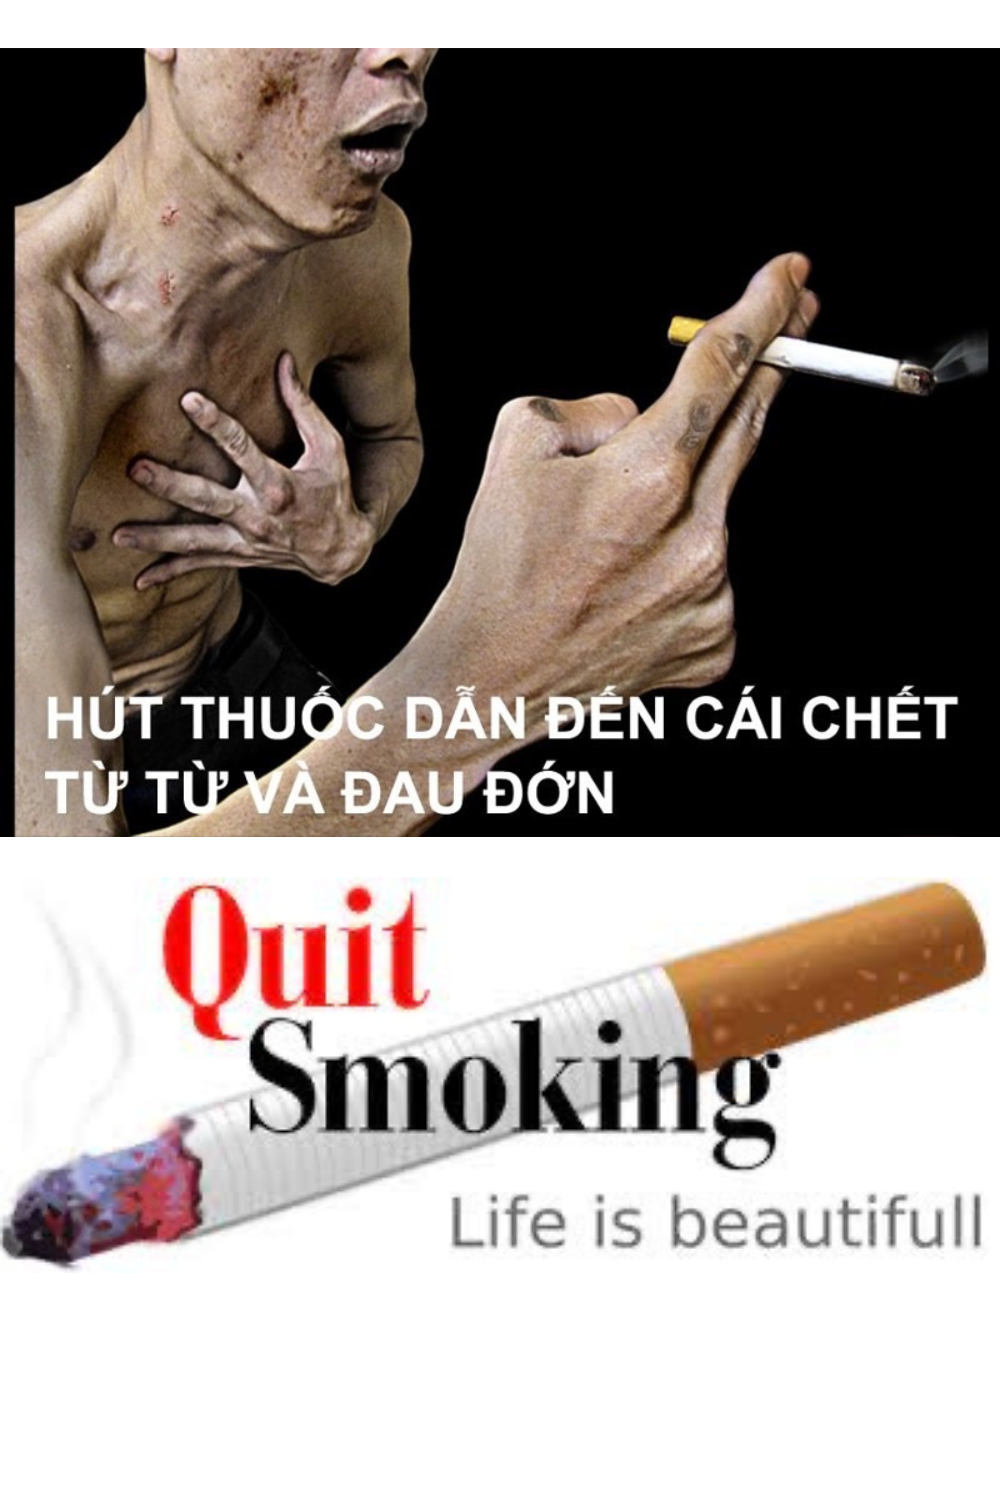 HÚT THUỐC DẪN ĐẾN CÁI CHẾT
TỪ TỪ VÀ ĐAU ĐỚN
Quit
Smoking
Life is beautifull